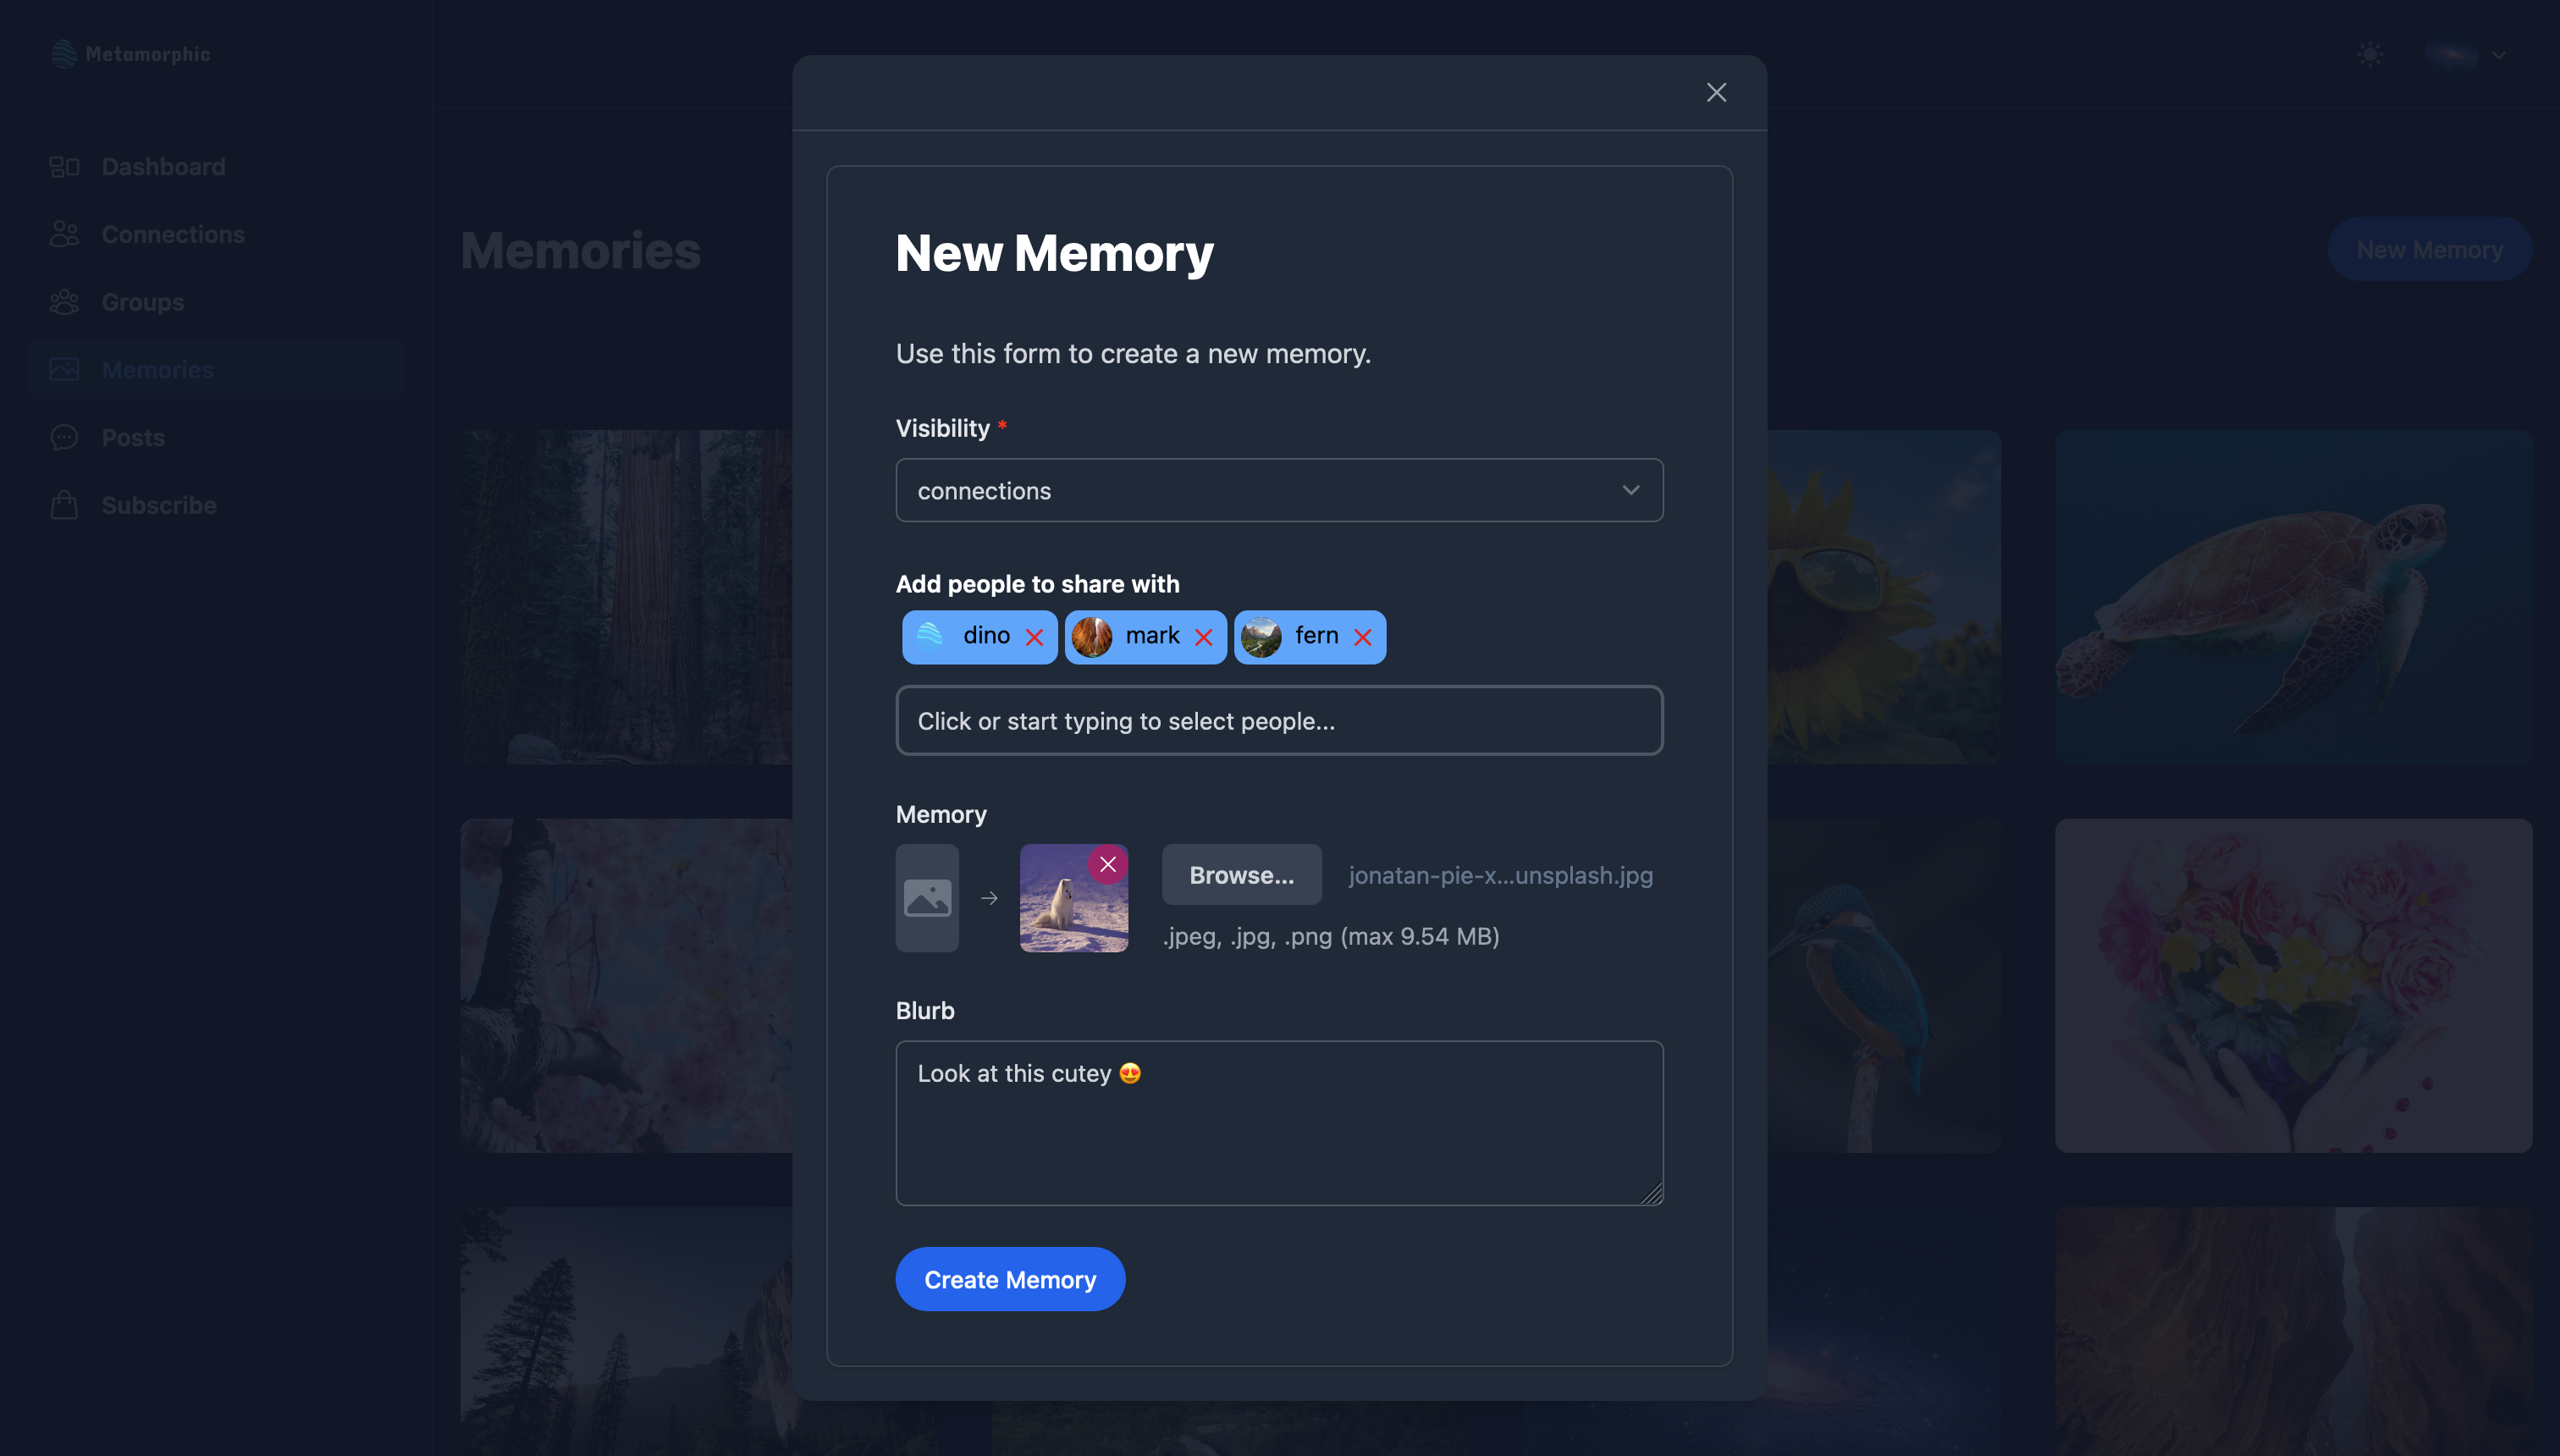 Metamorphic
Dashboard
Connections
Groups
Memories
Posts
Subscribe
Memories
New Memory
New Memory
Use this form to create a new memory.
Visibility *
connections
Add people to share with
dino mark fern
Click or start typing to select people...
Memory
Browse... jonatan-pie-x...unsplash.jpg
.jpeg, .jpg, .png (max 9.54 MB)
Blurb
Look at this cutey 😍
Create Memory